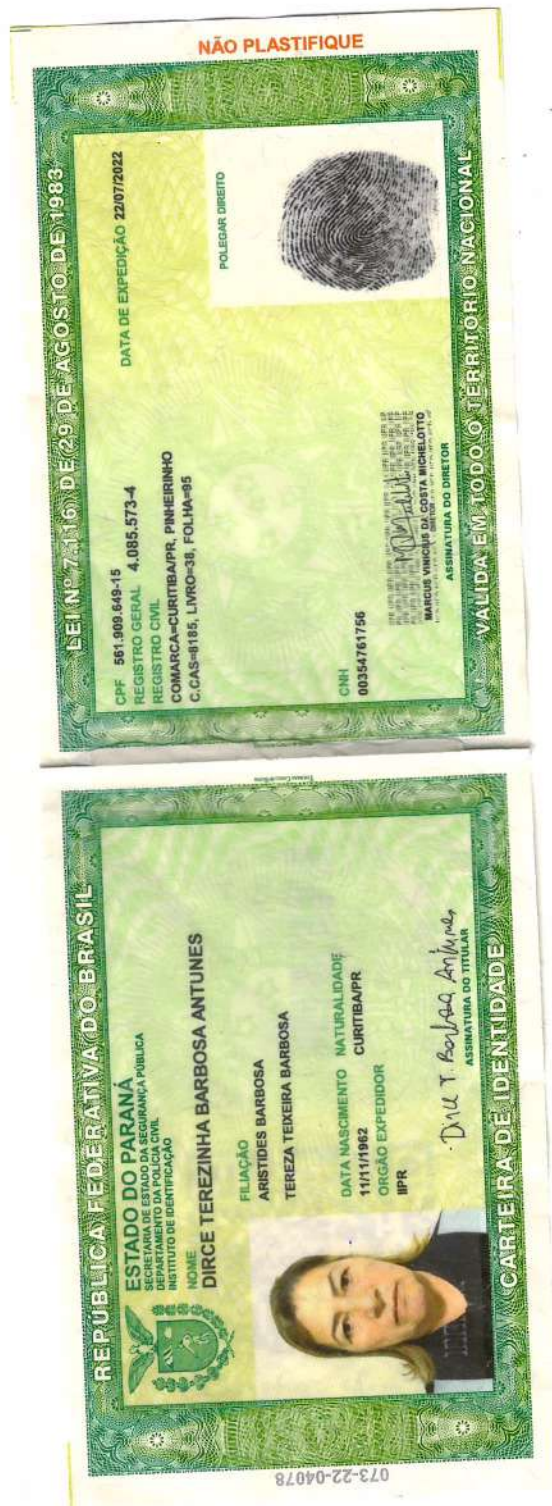 REPÚBLICA FEDERATIVA DO BRASIL
ESTADO DO PARANÁ
SECRETARIA DE ESTADO DA SEGURANÇA PÚBLICA
DEPARTAMENTO DA POLÍCIA CIVIL
INSTITUTO DE IDENTIFICAÇÃO
NOME
DIRCE TEREZINHA BARBOSA ANTUNES
FILIAÇÃO
ARISTIDES BARBOSA
TEREZA TEIXEIRA BARBOSA
DATA NASCIMENTO NATURALIDADE
11/11/1962 CURITIBA/PR
ORGÃO EXPEDIDOR
IIPR
Dirce T. Barbosa Antunes
ASSINATURA DO TITULAR
CARTEIRA DE IDENTIDADE
073-22-04078
NÃO PLASTIFIQUE
LEI Nº 7.116, DE 29 DE AGOSTO DE 1983
CPF 561.909.649-15
REGISTRO GERAL 4.085.573-4 DATA DE EXPEDIÇÃO 22/07/2022
REGISTRO CIVIL
COMARCA=CURITIBA/PR, PINHEIRINHO
C.CAS=8185, LIVRO=38, FOLHA=95
POLEGAR DIREITO
CNH
00354761756
MARCUS VINICIUS DA COSTA MICHELOTTO
DIRETOR
ASSINATURA DO DIRETOR
VÁLIDA EM TODO O TERRITÓRIO NACIONAL